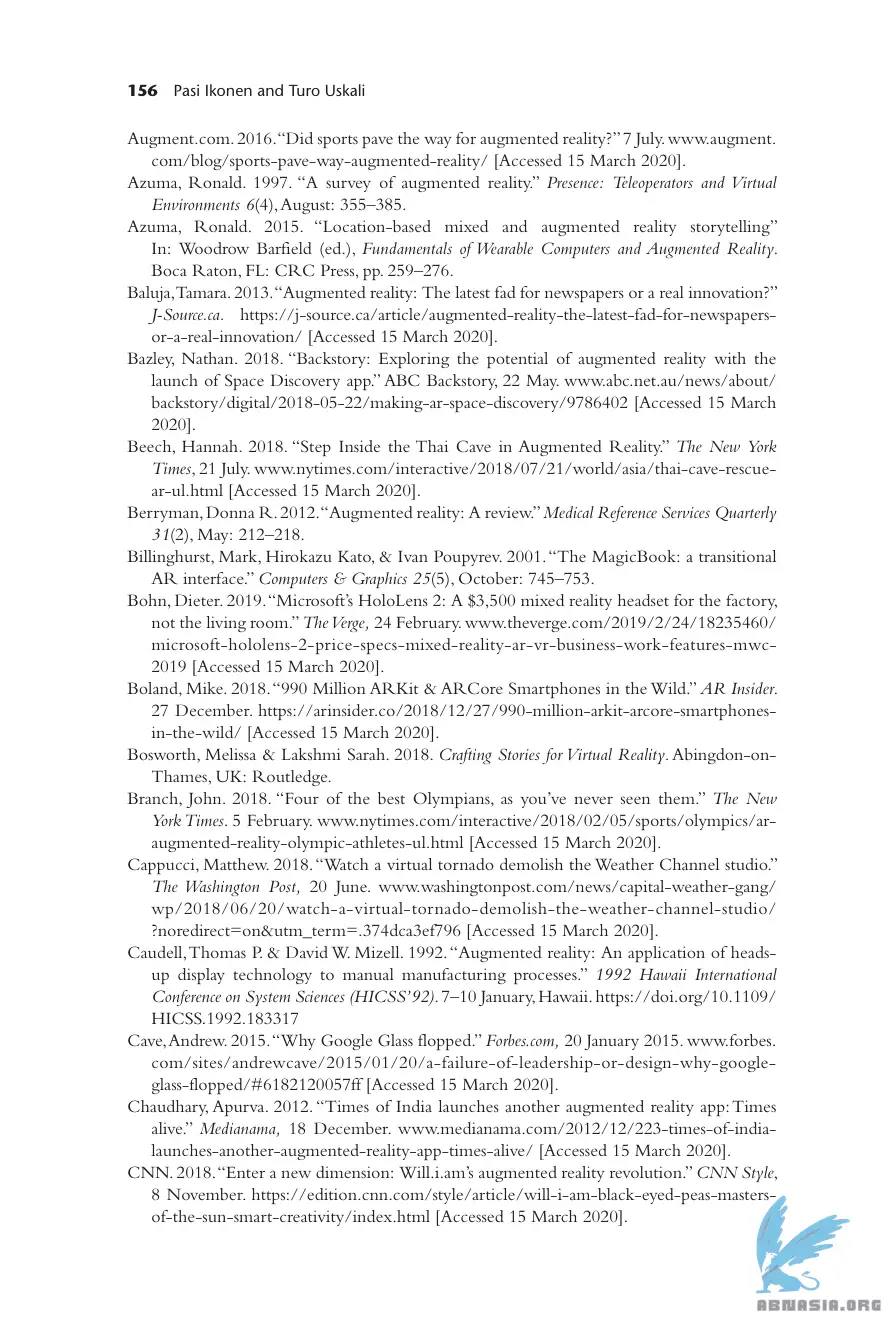 156 Pasi Ikonen and Turo Uskali
Augment.com. 2016. “Did sports pave the way for augmented reality?” 7 July. www.augment.
com/blog/sports-pave-way-augmented-reality/ [Accessed 15 March 2020].
Azuma, Ronald. 1997. “A survey of augmented reality.” Presence: Teleoperators and Virtual
Environments 6(4), August: 355–385.
Azuma, Ronald. 2015. “Location-based mixed and augmented reality storytelling”
In: Woodrow Barfield (ed.), Fundamentals of Wearable Computers and Augmented Reality.
Boca Raton, FL: CRC Press, pp. 259–276.
Baluja, Tamara. 2013. “Augmented reality: The latest fad for newspapers or a real innovation?”
J-Source.ca. https://j-source.ca/article/augmented-reality-the-latest-fad-for-newspapers-
or-a-real-innovation/ [Accessed 15 March 2020].
Bazley, Nathan. 2018. “Backstory: Exploring the potential of augmented reality with the
launch of Space Discovery app.” ABC Backstory, 22 May. www.abc.net.au/news/about/
backstory/digital/2018-05-22/making-ar-space-discovery/9786402 [Accessed 15 March
2020].
Beech, Hannah. 2018. “Step Inside the Thai Cave in Augmented Reality.” The New York
Times, 21 July. www.nytimes.com/interactive/2018/07/21/world/asia/thai-cave-rescue-
ar-ul.html [Accessed 15 March 2020].
Berryman, Donna R. 2012. “Augmented reality: A review.” Medical Reference Services Quarterly
31(2), May: 212–218.
Billinghurst, Mark, Hirokazu Kato, & Ivan Poupyrev. 2001. “The MagicBook: a transitional
AR interface.” Computers & Graphics 25(5), October: 745–753.
Bohn, Dieter. 2019. “Microsoft’s HoloLens 2: A $3,500 mixed reality headset for the factory,
not the living room.” The Verge, 24 February. www.theverge.com/2019/2/24/18235460/
microsoft-hololens-2-price-specs-mixed-reality-ar-vr-business-work-features-mwc-
2019 [Accessed 15 March 2020].
Boland, Mike. 2018. “990 Million ARKit & ARCore Smartphones in the Wild.” AR Insider.
27 December. https://arinsider.co/2018/12/27/990-million-arkit-arcore-smartphones-
in-the-wild/ [Accessed 15 March 2020].
Bosworth, Melissa & Lakshmi Sarah. 2018. Crafting Stories for Virtual Reality. Abingdon-on-
Thames, UK: Routledge.
Branch, John. 2018. “Four of the best Olympians, as you’ve never seen them.” The New
York Times. 5 February. www.nytimes.com/interactive/2018/02/05/sports/olympics/ar-
augmented-reality-olympic-athletes-ul.html [Accessed 15 March 2020].
Cappucci, Matthew. 2018. “Watch a virtual tornado demolish the Weather Channel studio.”
The Washington Post, 20 June. www.washingtonpost.com/news/capital-weather-gang/
wp/2018/06/20/watch-a-virtual-tornado-demolish-the-weather-channel-studio/
?noredirect=on&utm_term=.374dca3ef796 [Accessed 15 March 2020].
Caudell, Thomas P. & David W. Mizell. 1992. “Augmented reality: An application of heads-
up display technology to manual manufacturing processes.” 1992 Hawaii International
Conference on System Sciences (HICSS’92). 7–10 January, Hawaii. https://doi.org/10.1109/
HICSS.1992.183317
Cave, Andrew. 2015. “Why Google Glass flopped.” Forbes.com, 20 January 2015. www.forbes.
com/sites/andrewcave/2015/01/20/a-failure-of-leadership-or-design-why-google-
glass-flopped/#6182120057ff [Accessed 15 March 2020].
Chaudhary, Apurva. 2012. “Times of India launches another augmented reality app: Times
alive.” Medianama, 18 December. www.medianama.com/2012/12/223-times-of-india-
launches-another-augmented-reality-app-times-alive/ [Accessed 15 March 2020].
CNN. 2018. “Enter a new dimension: Will.i.am’s augmented reality revolution.” CNN Style,
8 November. https://edition.cnn.com/style/article/will-i-am-black-eyed-peas-masters-
of-the-sun-smart-creativity/index.html [Accessed 15 March 2020].
ABNASIA.ORG